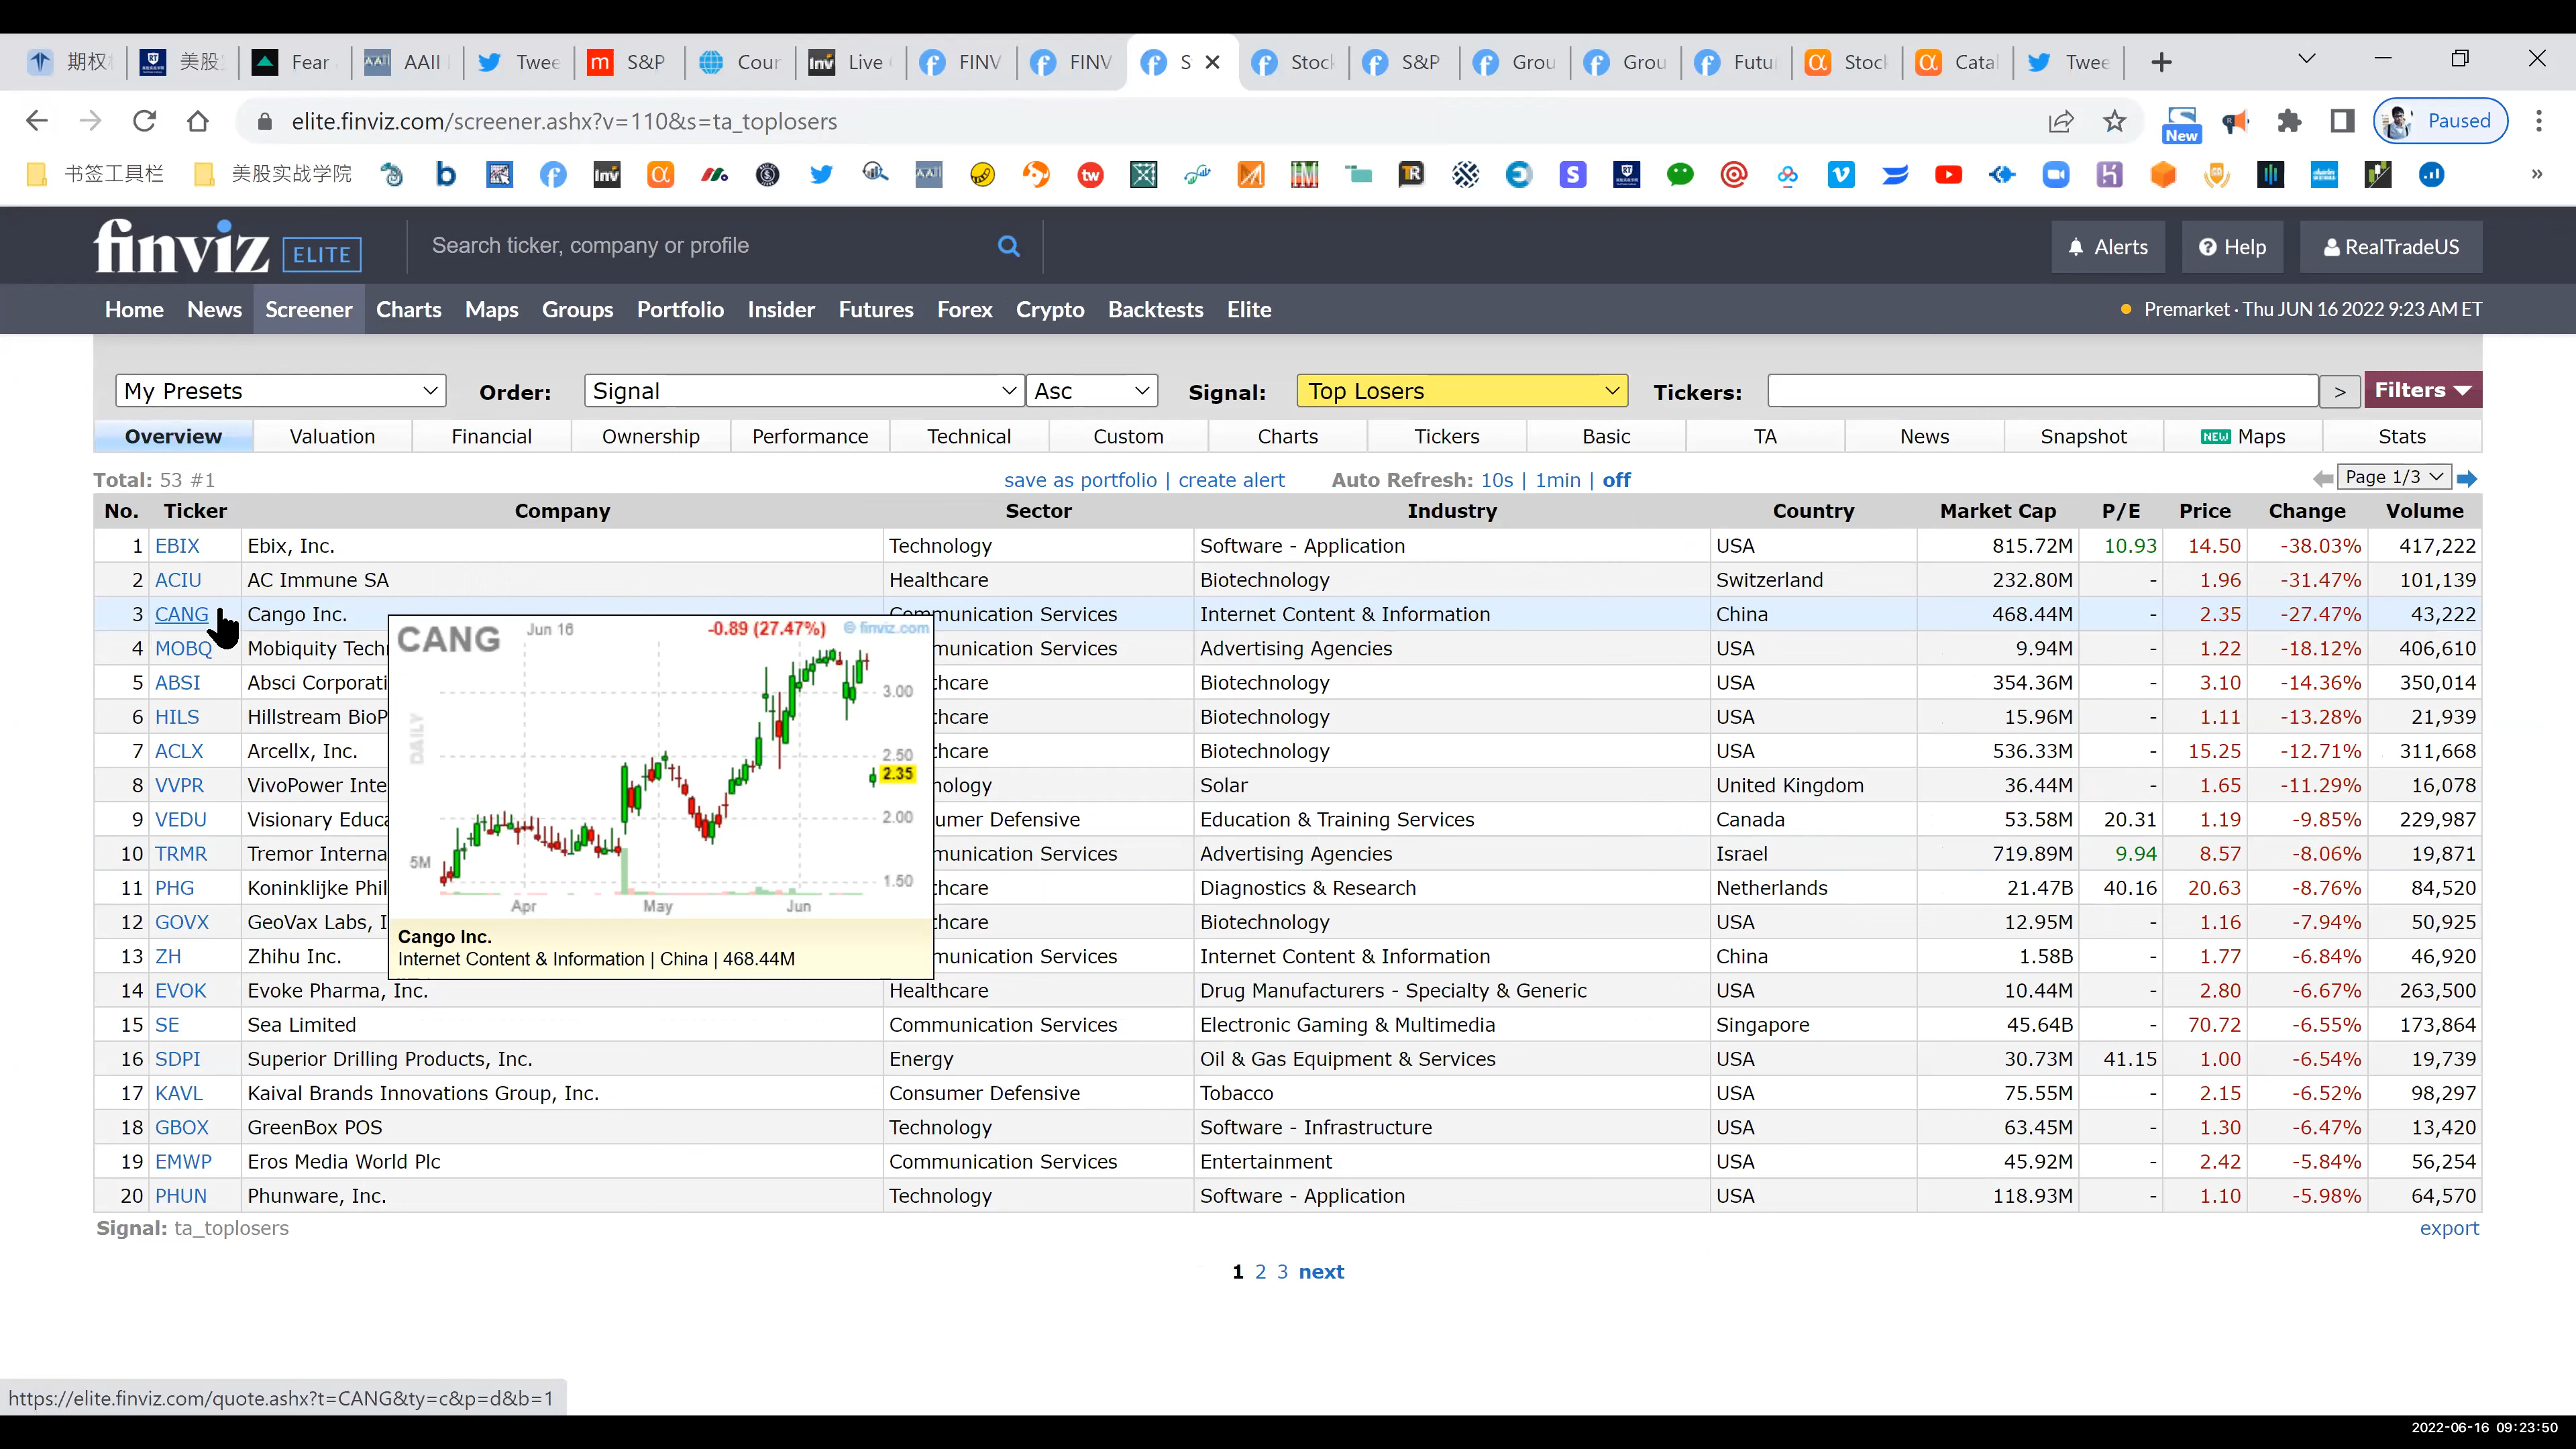 期权 美股 Fear AAII Twee S&P Cour Live FINV FINV S Stock S&P Grou Grou Futu Stoc Catal Twee
elite.finviz.com/screener.ashx?v=110&s=ta_toplosers New Paused
书签工具栏 美股实战学院
finviz ELITE Search ticker, company or profile Alerts Help RealTradeUS
Home News Screener Charts Maps Groups Portfolio Insider Futures Forex Crypto Backtests Elite Premarket · Thu JUN 16 2022 9:23 AM ET
My Presets Order: Signal Asc Signal: Top Losers Tickers: > Filters
Overview Valuation Financial Ownership Performance Technical Custom Charts Tickers Basic TA News Snapshot NEW Maps Stats
Total: 53 #1 save as portfolio | create alert Auto Refresh: 10s | 1min | off Page 1/3
No. Ticker Company Sector Industry Country Market Cap P/E Price Change Volume
1 EBIX Ebix, Inc. Technology Software - Application USA 815.72M 10.93 14.50 -38.03% 417,222
2 ACIU AC Immune SA Healthcare Biotechnology Switzerland 232.80M - 1.96 -31.47% 101,139
3 CANG Cango Inc. Communication Services Internet Content & Information China 468.44M - 2.35 -27.47% 43,222
4 MOBQ Mobiquity Techn munication Services Advertising Agencies USA 9.94M - 1.22 -18.12% 406,610
5 ABSI Absci Corporati hcare Biotechnology USA 354.36M - 3.10 -14.36% 350,014
6 HILS Hillstream BioP hcare Biotechnology USA 15.96M - 1.11 -13.28% 21,939
7 ACLX Arcellx, Inc. hcare Biotechnology USA 536.33M - 15.25 -12.71% 311,668
8 VVPR VivoPower Inte nology Solar United Kingdom 36.44M - 1.65 -11.29% 16,078
9 VEDU Visionary Educa umer Defensive Education & Training Services Canada 53.58M 20.31 1.19 -9.85% 229,987
10 TRMR Tremor Interna munication Services Advertising Agencies Israel 719.89M 9.94 8.57 -8.06% 19,871
11 PHG Koninklijke Phil hcare Diagnostics & Research Netherlands 21.47B 40.16 20.63 -8.76% 84,520
12 GOVX GeoVax Labs, I hcare Biotechnology USA 12.95M - 1.16 -7.94% 50,925
13 ZH Zhihu Inc. munication Services Internet Content & Information China 1.58B - 1.77 -6.84% 46,920
14 EVOK Evoke Pharma, Inc. Healthcare Drug Manufacturers - Specialty & Generic USA 10.44M - 2.80 -6.67% 263,500
15 SE Sea Limited Communication Services Electronic Gaming & Multimedia Singapore 45.64B - 70.72 -6.55% 173,864
16 SDPI Superior Drilling Products, Inc. Energy Oil & Gas Equipment & Services USA 30.73M 41.15 1.00 -6.54% 19,739
17 KAVL Kaival Brands Innovations Group, Inc. Consumer Defensive Tobacco USA 75.55M - 2.15 -6.52% 98,297
18 GBOX GreenBox POS Technology Software - Infrastructure USA 63.45M - 1.30 -6.47% 13,420
19 EMWP Eros Media World Plc Communication Services Entertainment USA 45.92M - 2.42 -5.84% 56,254
20 PHUN Phunware, Inc. Technology Software - Application USA 118.93M - 1.10 -5.98% 64,570
CANG Jun 16 -0.89 (27.47%) © finviz.com
3.00
2.50
DAILY
2.35
2.00
5M
1.50
Apr May Jun
Cango Inc.
Internet Content & Information | China | 468.44M
Signal: ta_toplosers export
1 2 3 next
https://elite.finviz.com/quote.ashx?t=CANG&ty=c&p=d&b=1
2022-06-16 09:23:50